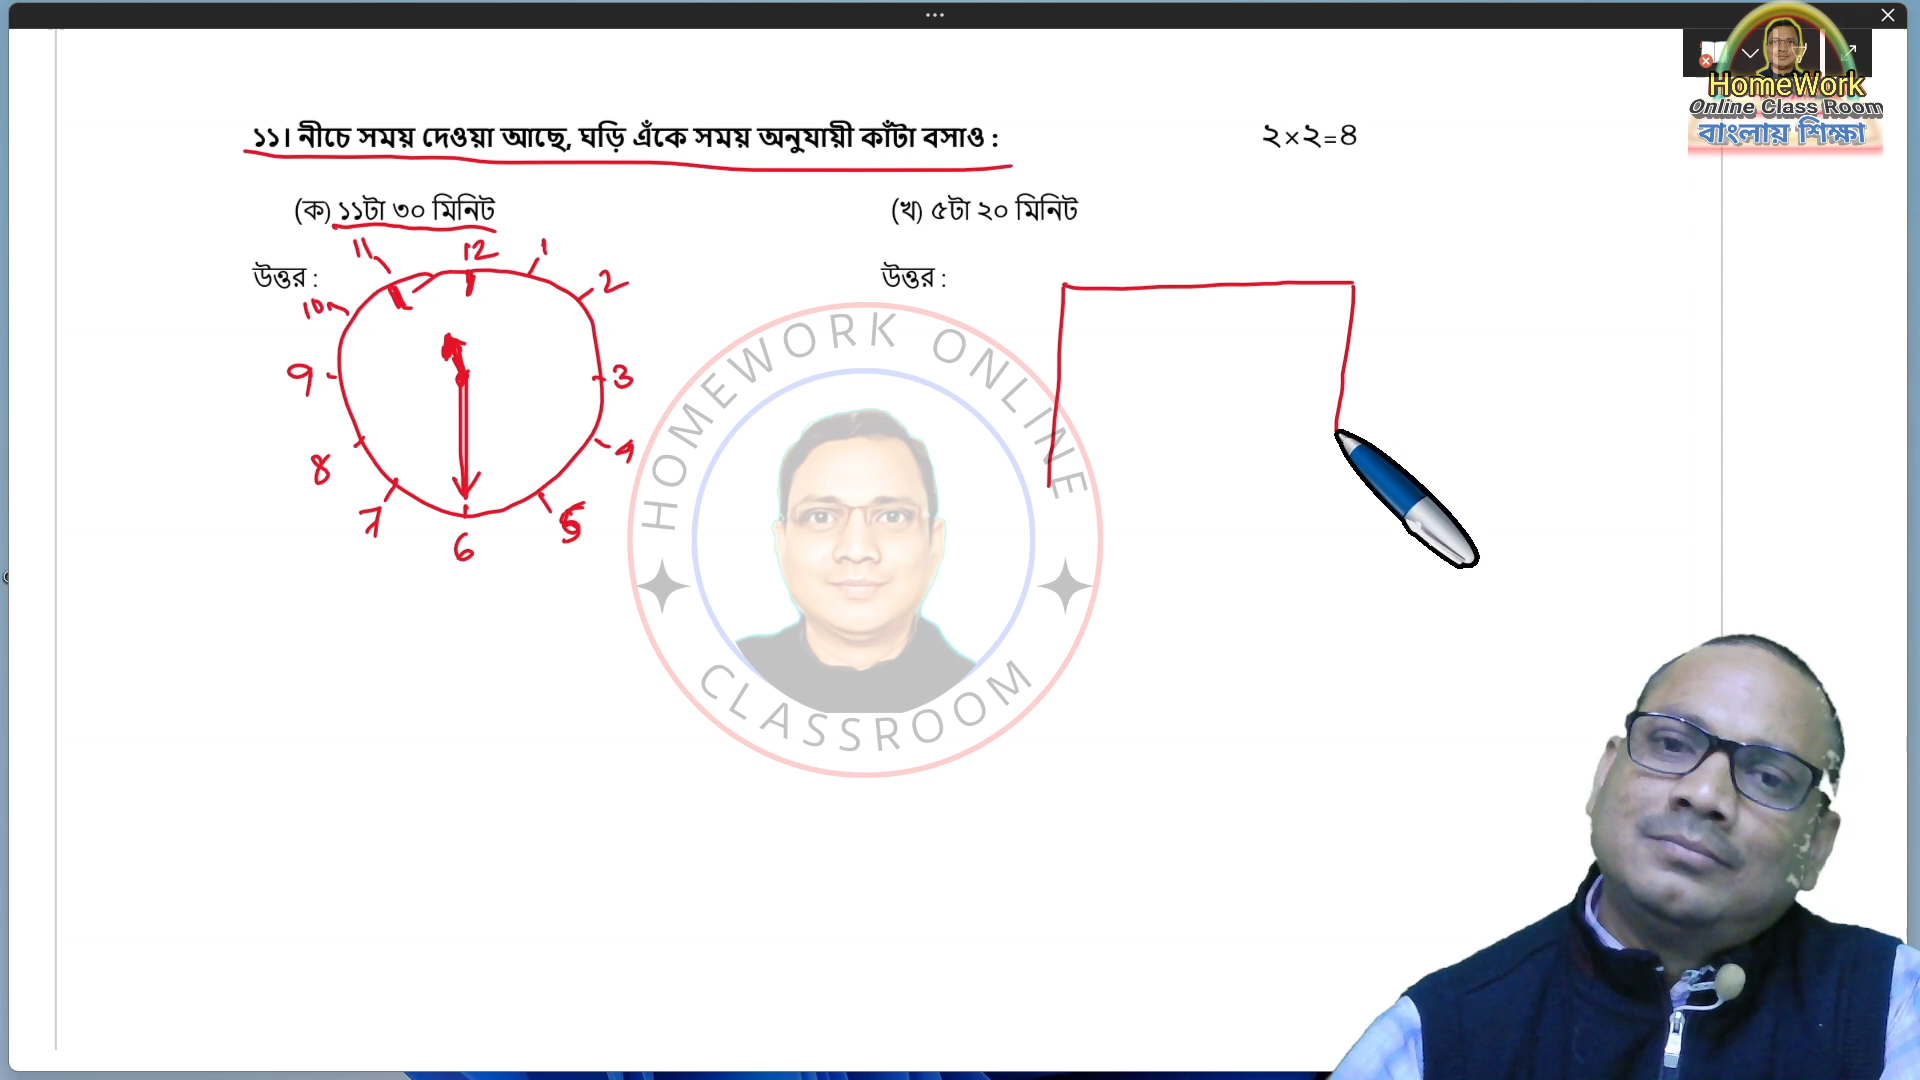 ১১। নীচে সময় দেওয়া আছে, ঘড়ি এঁকে সময় অনুযায়ী কাঁটা বসাও : ২×২=৪
(ক) ১১টা ৩০ মিনিট (খ) ৫টা ২০ মিনিট
উত্তর : উত্তর :
11 12 1
10 2
9 3
8 4
7 6 5
HOMEWORK ONLINE
CLASSROOM
HomeWork
Online Class Room
বাংলায় শিক্ষা